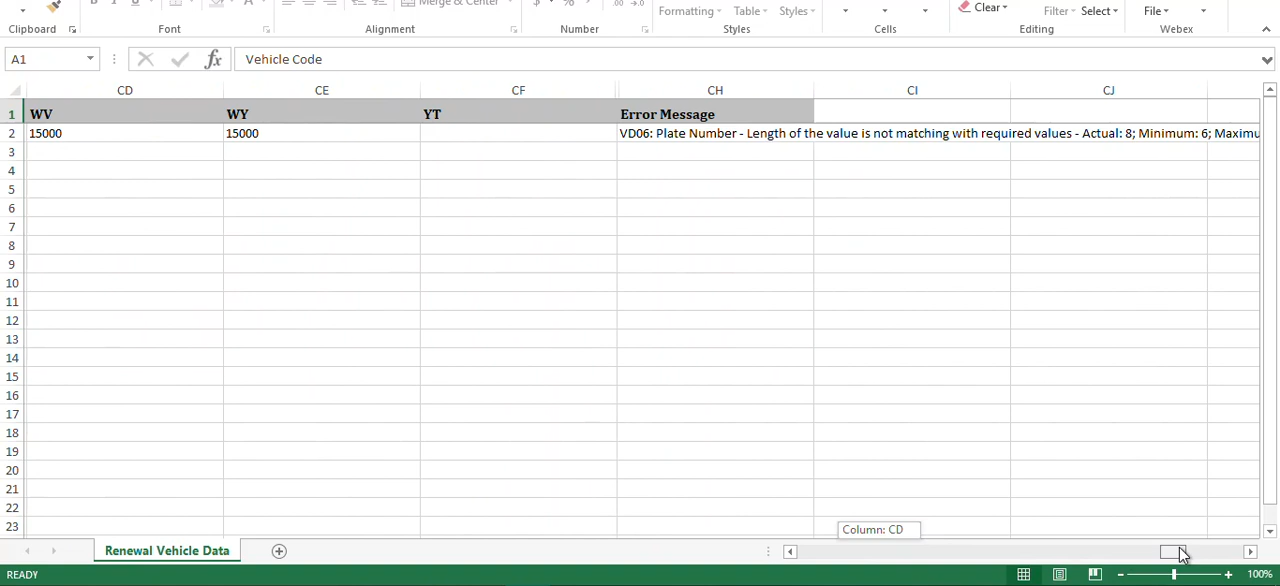 Merge & Center
$ %
.00 .0
Formatting Table Styles
Clear
Filter Select
File
Clipboard Font Alignment Number Styles Cells Editing Webex
A1 fx Vehicle Code
CD CE CF CH CI CJ
1 WV WY YT Error Message
2 15000 15000 VD06: Plate Number - Length of the value is not matching with required values - Actual: 8; Minimum: 6; Maximu
3
4
5
6
7
8
9
10
11
12
13
14
15
16
17
18
19
20
21
22
23
Column: CD
Renewal Vehicle Data
READY 100%